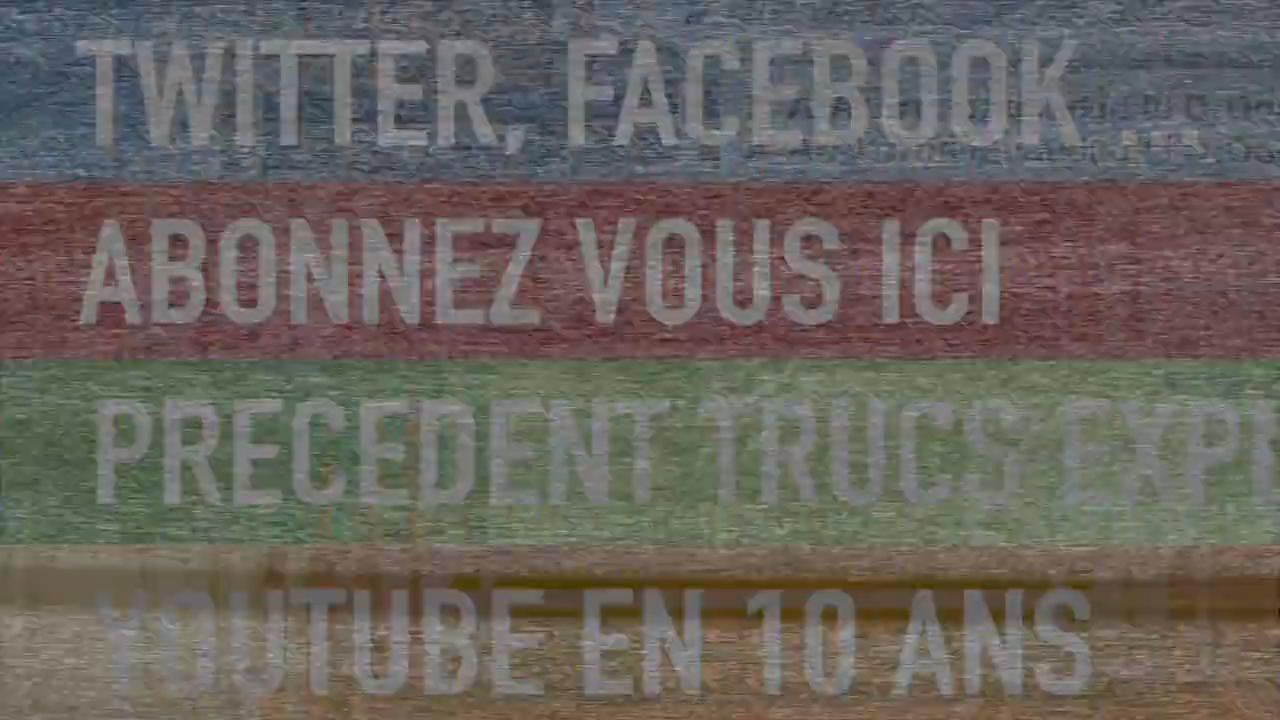 TWITTER, FACEBOOK ...
ABONNEZ VOUS ICI
PRECEDENT TRUCS
YOUTUBE EN 10 ANS